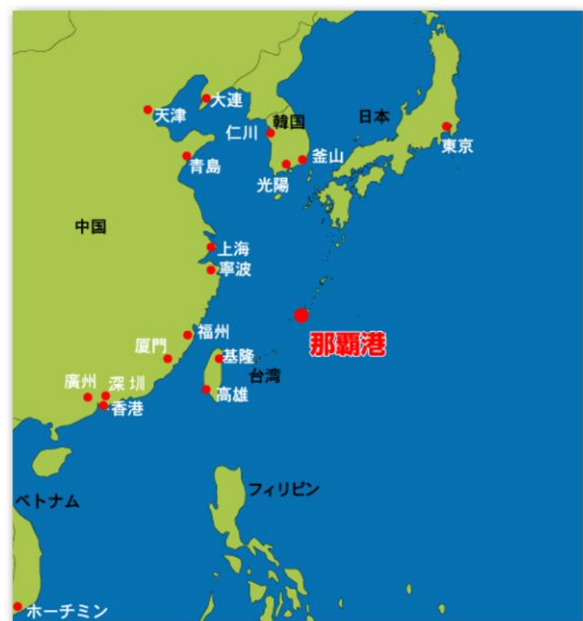 大連
天津
韓国
日本
仁川
東京
青島
釜山
光陽
中国
上海
寧波
那覇港
福州
厦門
基隆
台湾
高雄
廣州
深圳
香港
フィリピン
ベトナム
ホーチミン